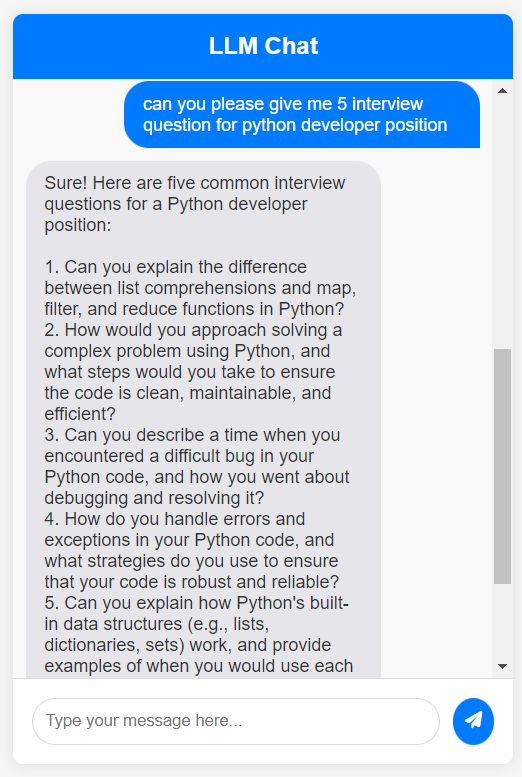 LLM Chat
can you please give me 5 interview
question for python developer position
Sure! Here are five common interview
questions for a Python developer
position:
1. Can you explain the difference
between list comprehensions and map,
filter, and reduce functions in Python?
2. How would you approach solving a
complex problem using Python, and
what steps would you take to ensure
the code is clean, maintainable, and
efficient?
3. Can you describe a time when you
encountered a difficult bug in your
Python code, and how you went about
debugging and resolving it?
4. How do you handle errors and
exceptions in your Python code, and
what strategies do you use to ensure
that your code is robust and reliable?
5. Can you explain how Python's built-
in data structures (e.g., lists,
dictionaries, sets) work, and provide
examples of when you would use each
Type your message here...